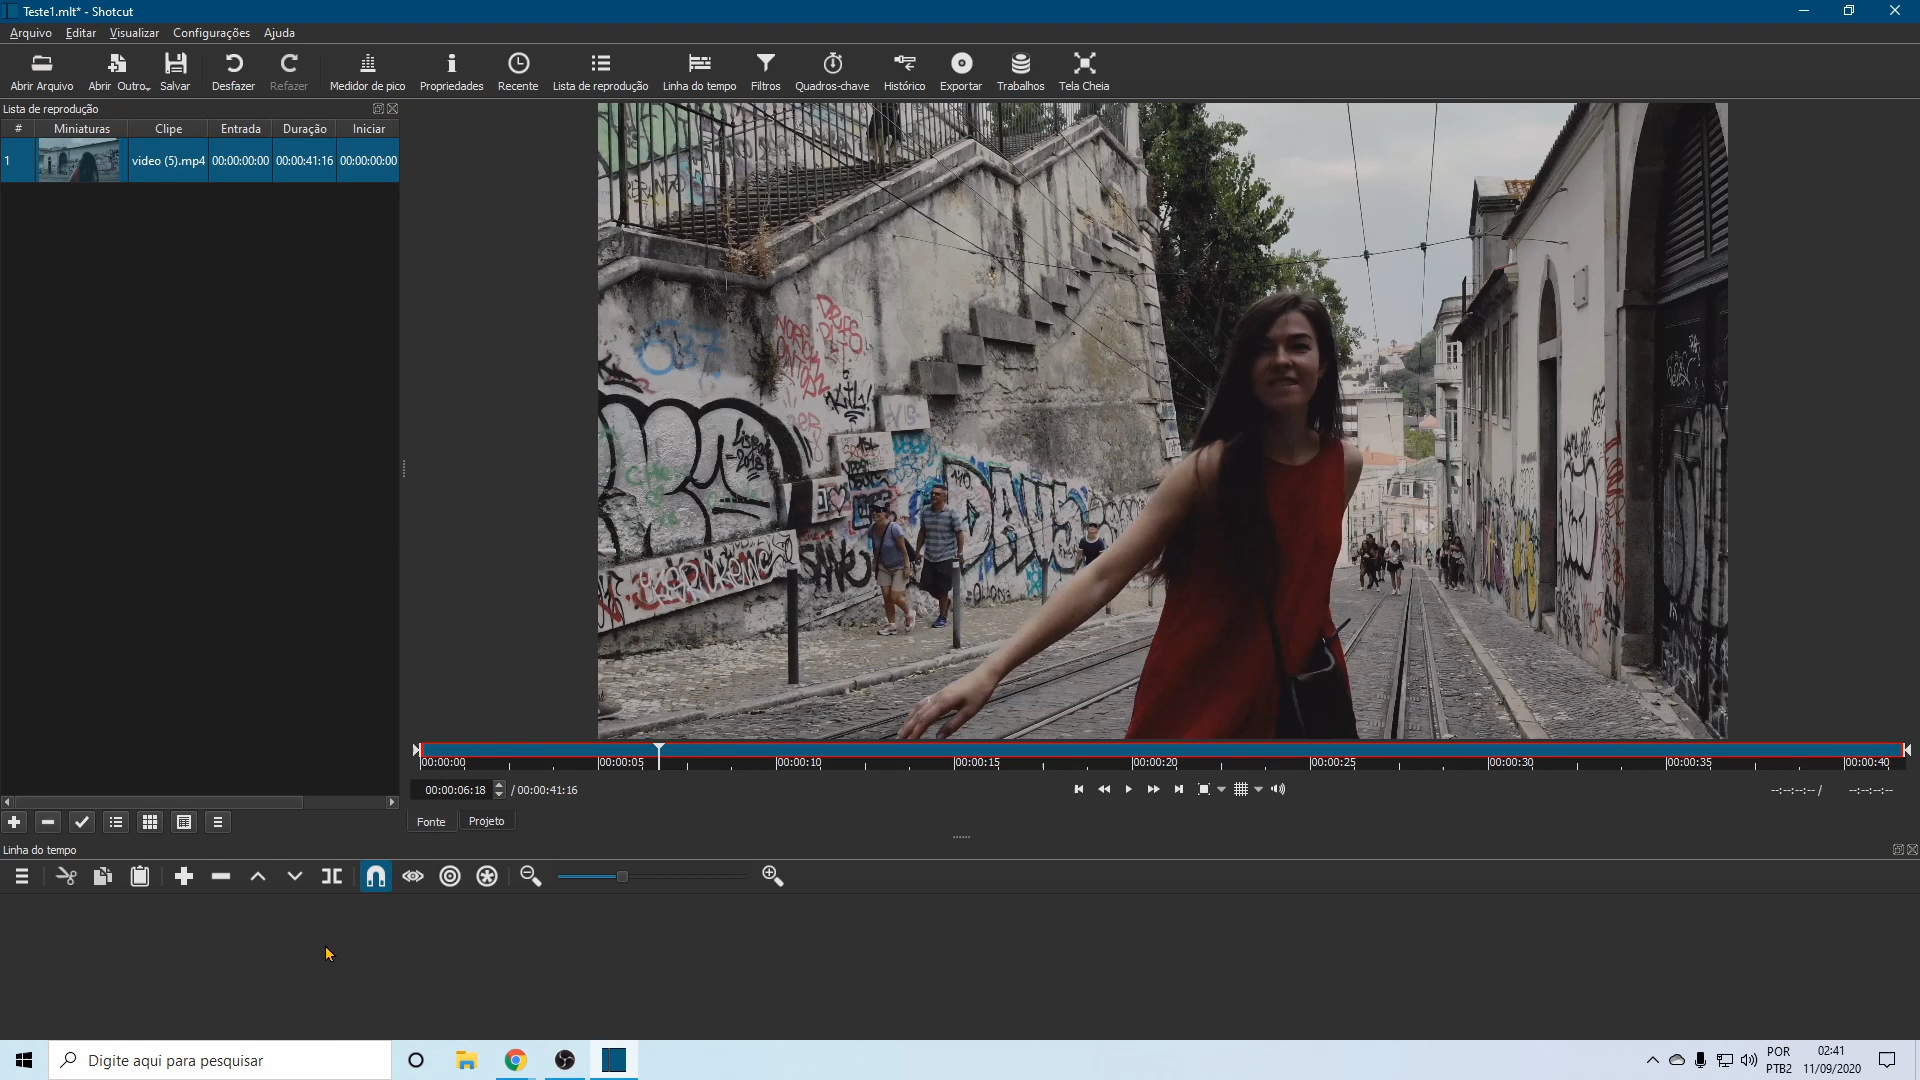 Teste1.mlt* - Shotcut
Arquivo Editar Visualizar Configurações Ajuda
Abrir Arquivo Abrir Outro... Salvar Desfazer Refazer Medidor de pico Propriedades Recente Lista de reprodução Linha do tempo Filtros Quadros-chave Histórico Exportar Trabalhos Tela Cheia
Lista de reprodução
# Miniaturas Clipe Entrada Duração Iniciar
1 video (5).mp4 00:00:00:00 00:00:41:16 00:00:00:00
DAVS
00:00:00 00:00:05 00:00:10 00:00:15 00:00:20 00:00:25 00:00:30 00:00:35 00:00:40
00:00:06:18 / 00:00:41:16 --:--:--:-- / --:--:--:--
Fonte Projeto
Linha do tempo
Digite aqui para pesquisar
POR 02:41
PTB2 11/09/2020